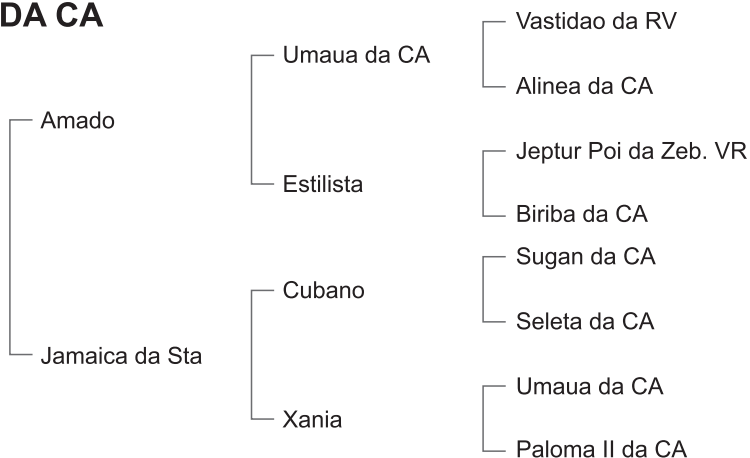 DA CA
Vastidao da RV
Umaua da CA
Alinea da CA
Amado
Jeptur Poi da Zeb. VR
Estilista
Biriba da CA
Sugan da CA
Cubano
Seleta da CA
Jamaica da Sta
Umaua da CA
Xania
Paloma II da CA